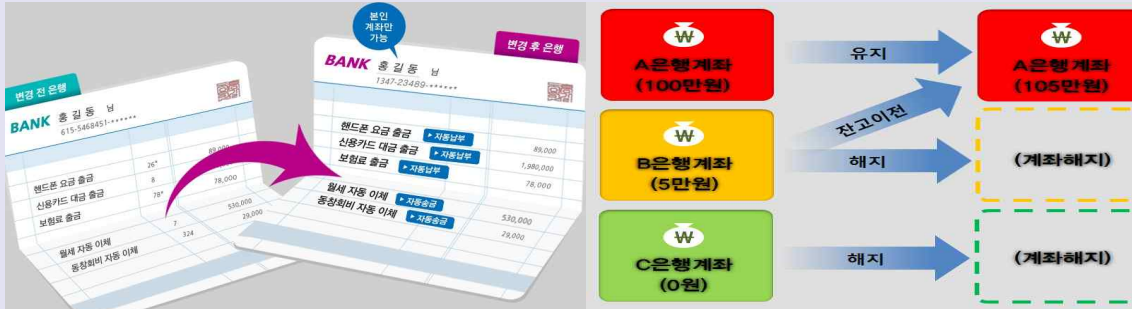 변경 전 은행
BANK 홍 길 동 님
615-5468451-******
89,000
핸드폰 요금 출금 26*
신용카드 대금 출금 8
보험료 출금 78* 78,000
530,000
월세 자동 이체 7 29,000
동창회비 자동 이체 324
본인
계좌만
가능
변경 후 은행
BANK 홍 길 동 님
1347-23489-******
핸드폰 요금 출금 ▶자동납부 89,000
신용카드 대금 출금 ▶자동납부 1,980,000
보험료 출금 ▶자동납부 78,000
월세 자동 이체 ▶자동송금 530,000
동창회비 자동 이체 ▶자동송금 29,000
₩
A은행계좌
(100만원)
유지
₩
A은행계좌
(105만원)
잔고이전
₩
B은행계좌
(5만원)
해지
(계좌해지)
₩
C은행계좌
(0원)
해지
(계좌해지)